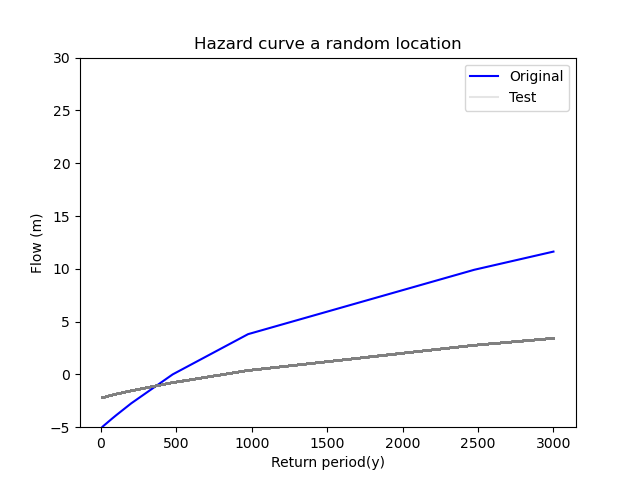 Hazard curve a random location
Original
Test
30
25
20
15
10
5
0
−5
Flow (m)
0 500 1000 1500 2000 2500 3000
Return period(y)